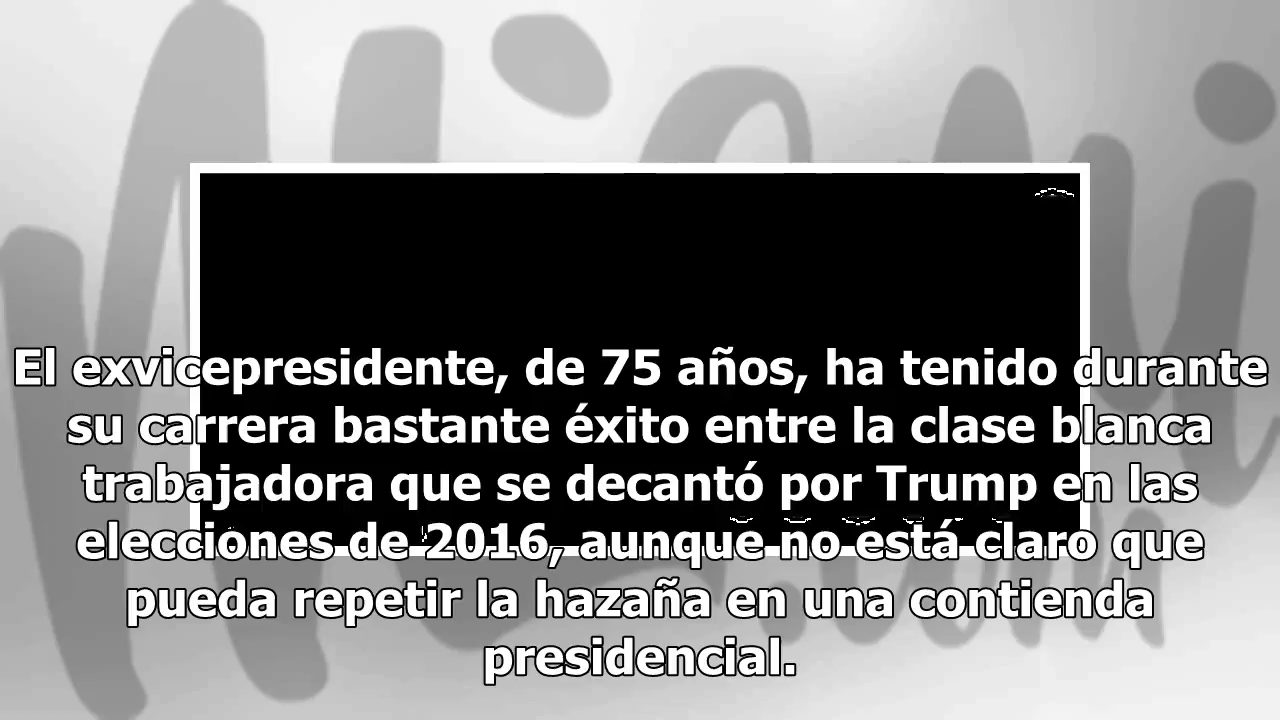 El exvicepresidente, de 75 años, ha tenido durante
su carrera bastante éxito entre la clase blanca
trabajadora que se decantó por Trump en las
elecciones de 2016, aunque no está claro que
pueda repetir la hazaña en una contienda
presidencial.